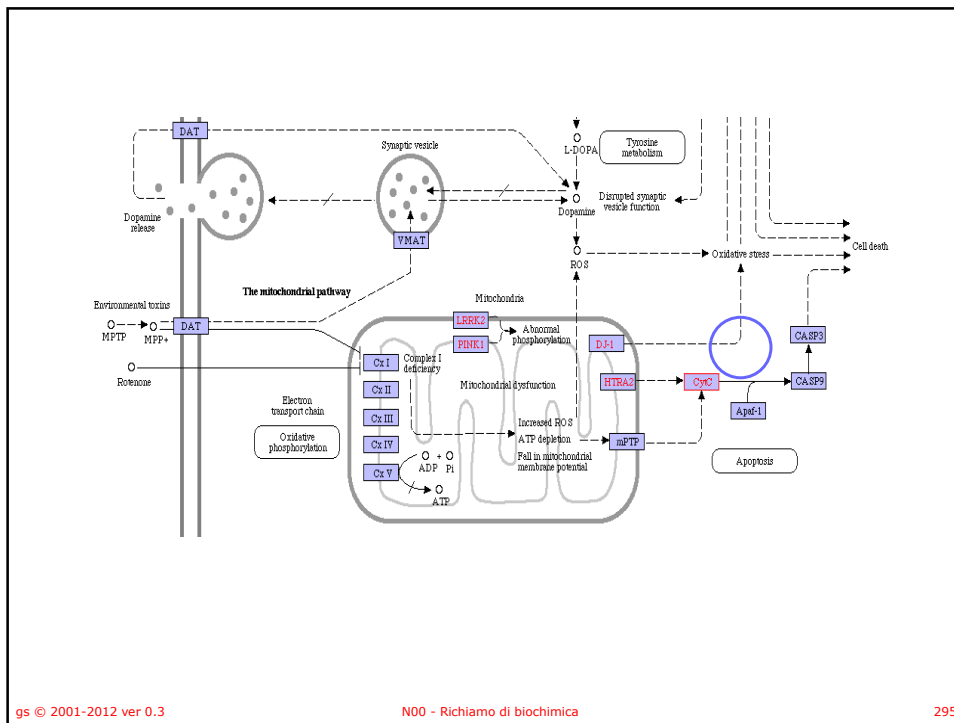 DAT
L-DOPA
Tyrosine
metabolism
Synaptic vesicle
Dopamine
release
Dopamine
Disrupted synaptic
vesicle function
VMAT
ROS
Oxidative stress
Cell death
The mitochondrial pathway
Environmental toxins
MPTP
MPP+
DAT
Rotenone
Mitochondria
LRRK2
PINK1
Abnormal
phosphorylation
DJ-1
CASP3
Cx I
Complex I
deficiency
Cx II
Mitochondrial dysfunction
HTRA2
CytC
CASP9
Apaf-1
Electron
transport chain
Cx III
Oxidative
phosphorylation
Cx IV
Increased ROS
ATP depletion
Fall in mitochondrial
membrane potential
mPTP
Apoptosis
Cx V
ADP + Pi
ATP
gs © 2001-2012 ver 0.3
N00 - Richiamo di biochimica
295